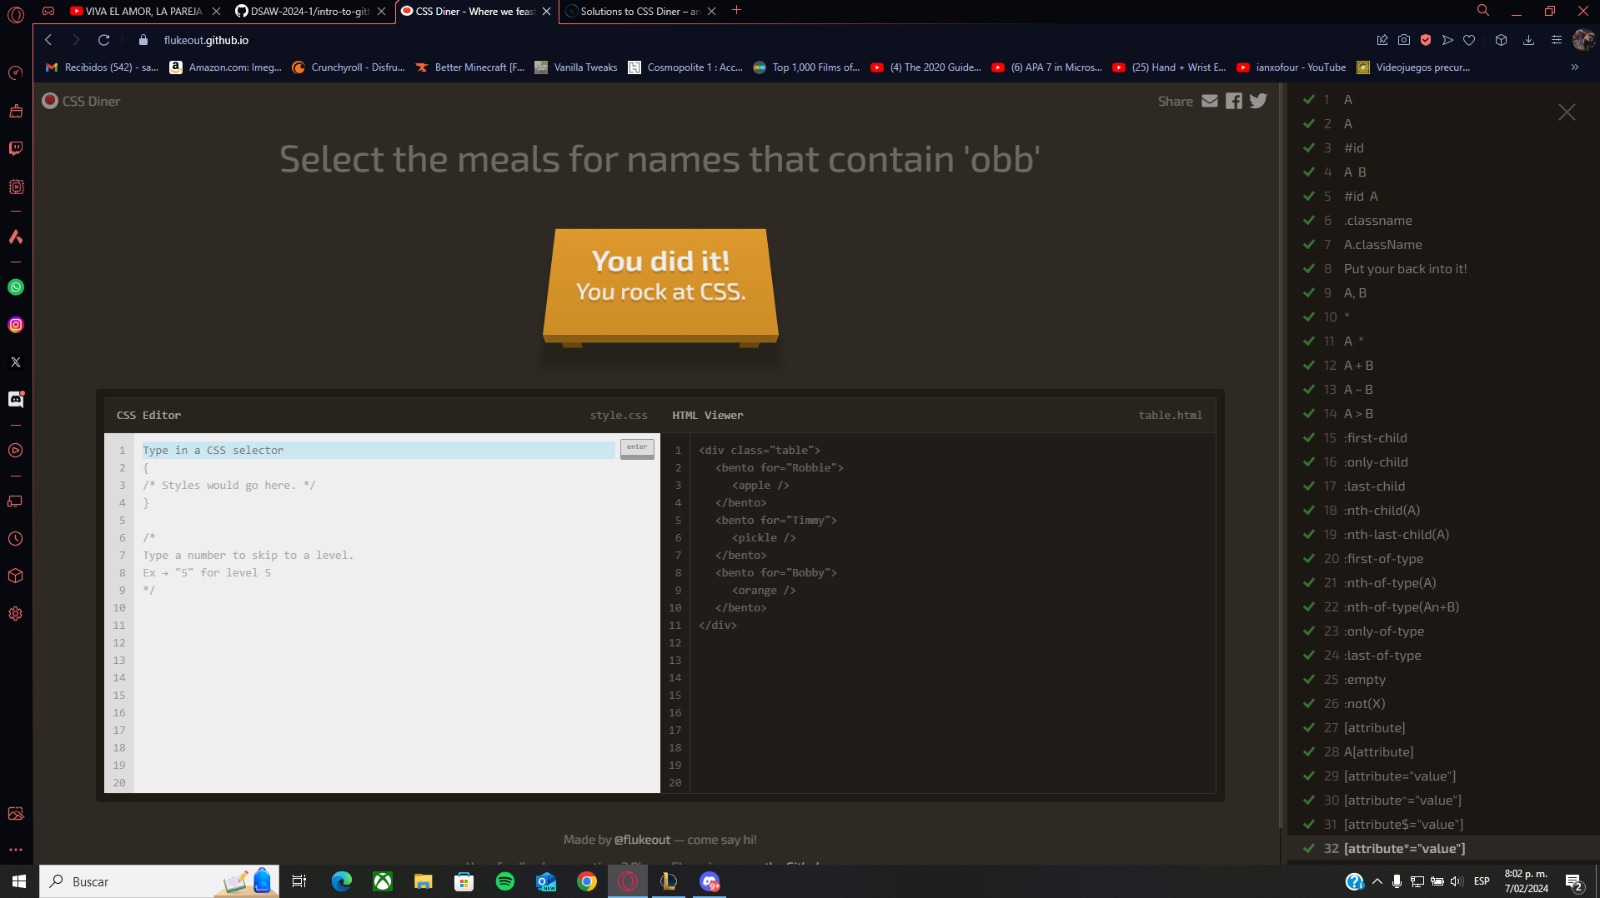 VIVA EL AMOR, LA PAREJA
DSAW-2024-1/intro-to-git
CSS Diner - Where we feas
Solutions to CSS Diner – an
flukeout.github.io
Recibidos (542) - sa...
Amazon.com: Imeg...
Crunchyroll - Disfru...
Better Minecraft [F...
Vanilla Tweaks
Cosmopolite 1 : Acc...
Top 1,000 Films of...
(4) The 2020 Guide...
(6) APA 7 in Micros...
(25) Hand + Wrist E...
ianxofour - YouTube
Videojuegos precur...
CSS Diner
Share
Select the meals for names that contain 'obb'
You did it!
You rock at CSS.
CSS Editor
style.css
1 Type in a CSS selector
enter
2 {
3 /* Styles would go here. */
4 }
5
6 /*
7 Type a number to skip to a level.
8 Ex → "5" for level 5
9 */
10
11
12
13
14
15
16
17
18
19
20
HTML Viewer
table.html
1 <div class="table">
2 <bento for="Robbie">
3 <apple />
4 </bento>
5 <bento for="Timmy">
6 <pickle />
7 </bento>
8 <bento for="Bobby">
9 <orange />
10 </bento>
11 </div>
12
13
14
15
16
17
18
19
20
Made by @flukeout — come say hi!
1 A
2 A
3 #id
4 A B
5 #id A
6 .classname
7 A.className
8 Put your back into it!
9 A, B
10 *
11 A *
12 A + B
13 A ~ B
14 A > B
15 :first-child
16 :only-child
17 :last-child
18 :nth-child(A)
19 :nth-last-child(A)
20 :first-of-type
21 :nth-of-type(A)
22 :nth-of-type(An+B)
23 :only-of-type
24 :last-of-type
25 :empty
26 :not(X)
27 [attribute]
28 A[attribute]
29 [attribute="value"]
30 [attribute^="value"]
31 [attribute$="value"]
32 [attribute*="value"]
Buscar
ESP
8:02 p. m.
7/02/2024
2